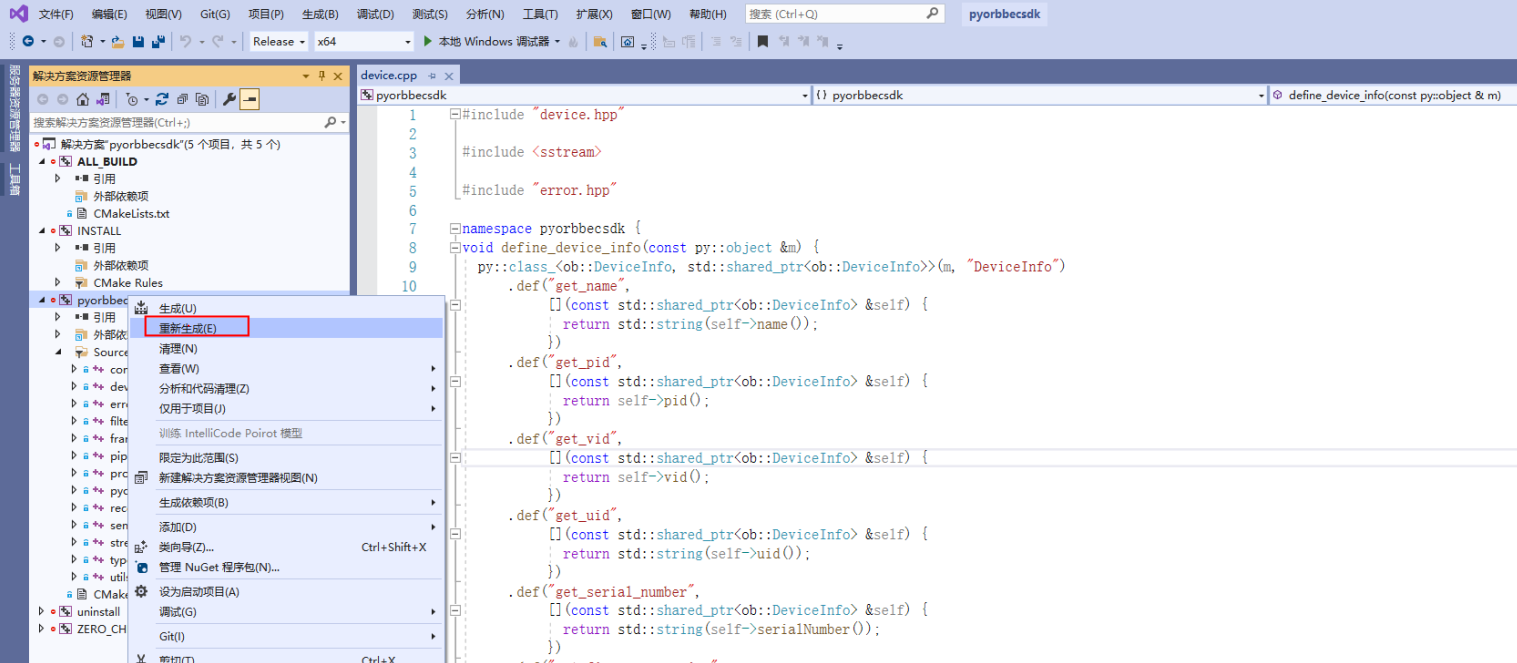 文件(F) 编辑(E) 视图(V) Git(G) 项目(P) 生成(B) 调试(D) 测试(S) 分析(N) 工具(T) 扩展(X) 窗口(W) 帮助(H) 搜索 (Ctrl+Q) pyorbbecsdk
Release x64 本地 Windows 调试器
服务器资源管理器
工具箱
解决方案资源管理器
搜索解决方案资源管理器(Ctrl+;)
解决方案"pyorbbecsdk"(5 个项目, 共 5 个)
ALL_BUILD
引用
外部依赖项
CMakeLists.txt
INSTALL
引用
外部依赖项
CMake Rules
pyorbbec
引用
外部依
Source
con
dev
erro
filte
fran
pip
pro
pyo
rec
sen
stre
type
utils
CMake
uninstall
ZERO_CH
生成(U)
重新生成(E)
清理(N)
查看(W)
分析和代码清理(Z)
仅用于项目(J)
训练 IntelliCode Poirot 模型
限定为此范围(S)
新建解决方案资源管理器视图(N)
生成依赖项(B)
添加(D)
类向导(Z)... Ctrl+Shift+X
管理 NuGet 程序包(N)...
设为启动项目(A)
调试(G)
Git(I)
剪切(T) Ctrl+X
device.cpp
pyorbbecsdk {} pyorbbecsdk define_device_info(const py::object & m)
1 #include "device.hpp"
2
3 #include <sstream>
4
5 #include "error.hpp"
6
7 namespace pyorbbecsdk {
8 void define_device_info(const py::object &m) {
9 py::class_<ob::DeviceInfo, std::shared_ptr<ob::DeviceInfo>>(m, "DeviceInfo")
10 .def("get_name",
[](const std::shared_ptr<ob::DeviceInfo> &self) {
return std::string(self->name());
})
.def("get_pid",
[](const std::shared_ptr<ob::DeviceInfo> &self) {
return self->pid();
})
.def("get_vid",
[](const std::shared_ptr<ob::DeviceInfo> &self) {
return self->vid();
})
.def("get_uid",
[](const std::shared_ptr<ob::DeviceInfo> &self) {
return std::string(self->uid());
})
.def("get_serial_number",
[](const std::shared_ptr<ob::DeviceInfo> &self) {
return std::string(self->serialNumber());
})